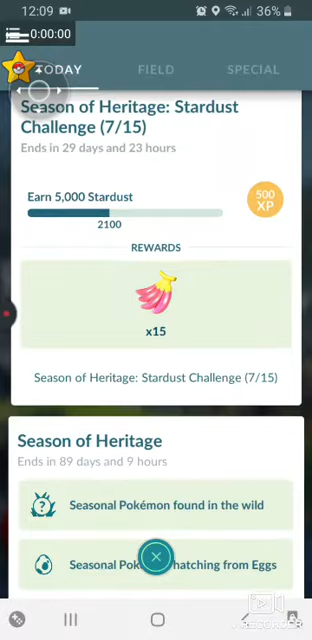 12:09
36%
0:00:00
TODAY
FIELD
SPECIAL
Season of Heritage: Stardust
Challenge (7/15)
Ends in 29 days and 23 hours
Earn 5,000 Stardust
500
XP
2100
REWARDS
x15
Season of Heritage: Stardust Challenge (7/15)
Season of Heritage
Ends in 89 days and 9 hours
Seasonal Pokémon found in the wild
Seasonal Pok hatching from Eggs